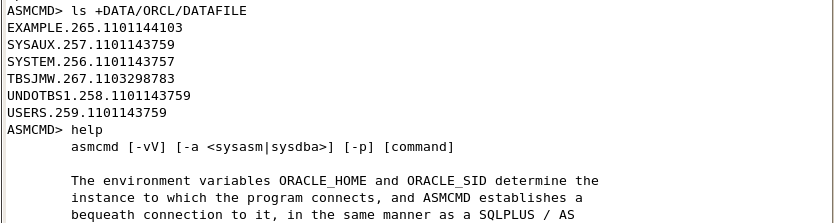 ASMCMD> ls +DATA/ORCL/DATAFILE
EXAMPLE.265.1101144103
SYSAUX.257.1101143759
SYSTEM.256.1101143757
TBSJMW.267.1103298783
UNDOTBS1.258.1101143759
USERS.259.1101143759
ASMCMD> help
asmcmd [-vV] [-a <sysasm|sysdba>] [-p] [command]
The environment variables ORACLE_HOME and ORACLE_SID determine the
instance to which the program connects, and ASMCMD establishes a
bequeath connection to it, in the same manner as a SQLPLUS / AS